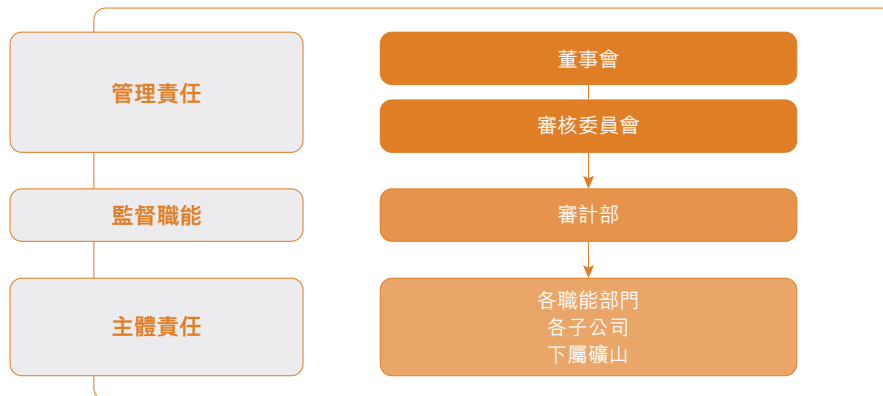 管理責任
董事會
審核委員會
監督職能
審計部
主體責任
各職能部門
各子公司
下屬礦山